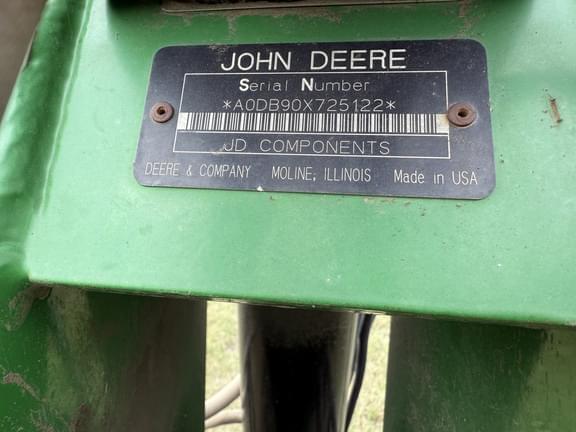 JOHN DEERE
Serial Number
*A0DB90X725122*
JD COMPONENTS
DEERE & COMPANY MOLINE, ILLINOIS Made in USA